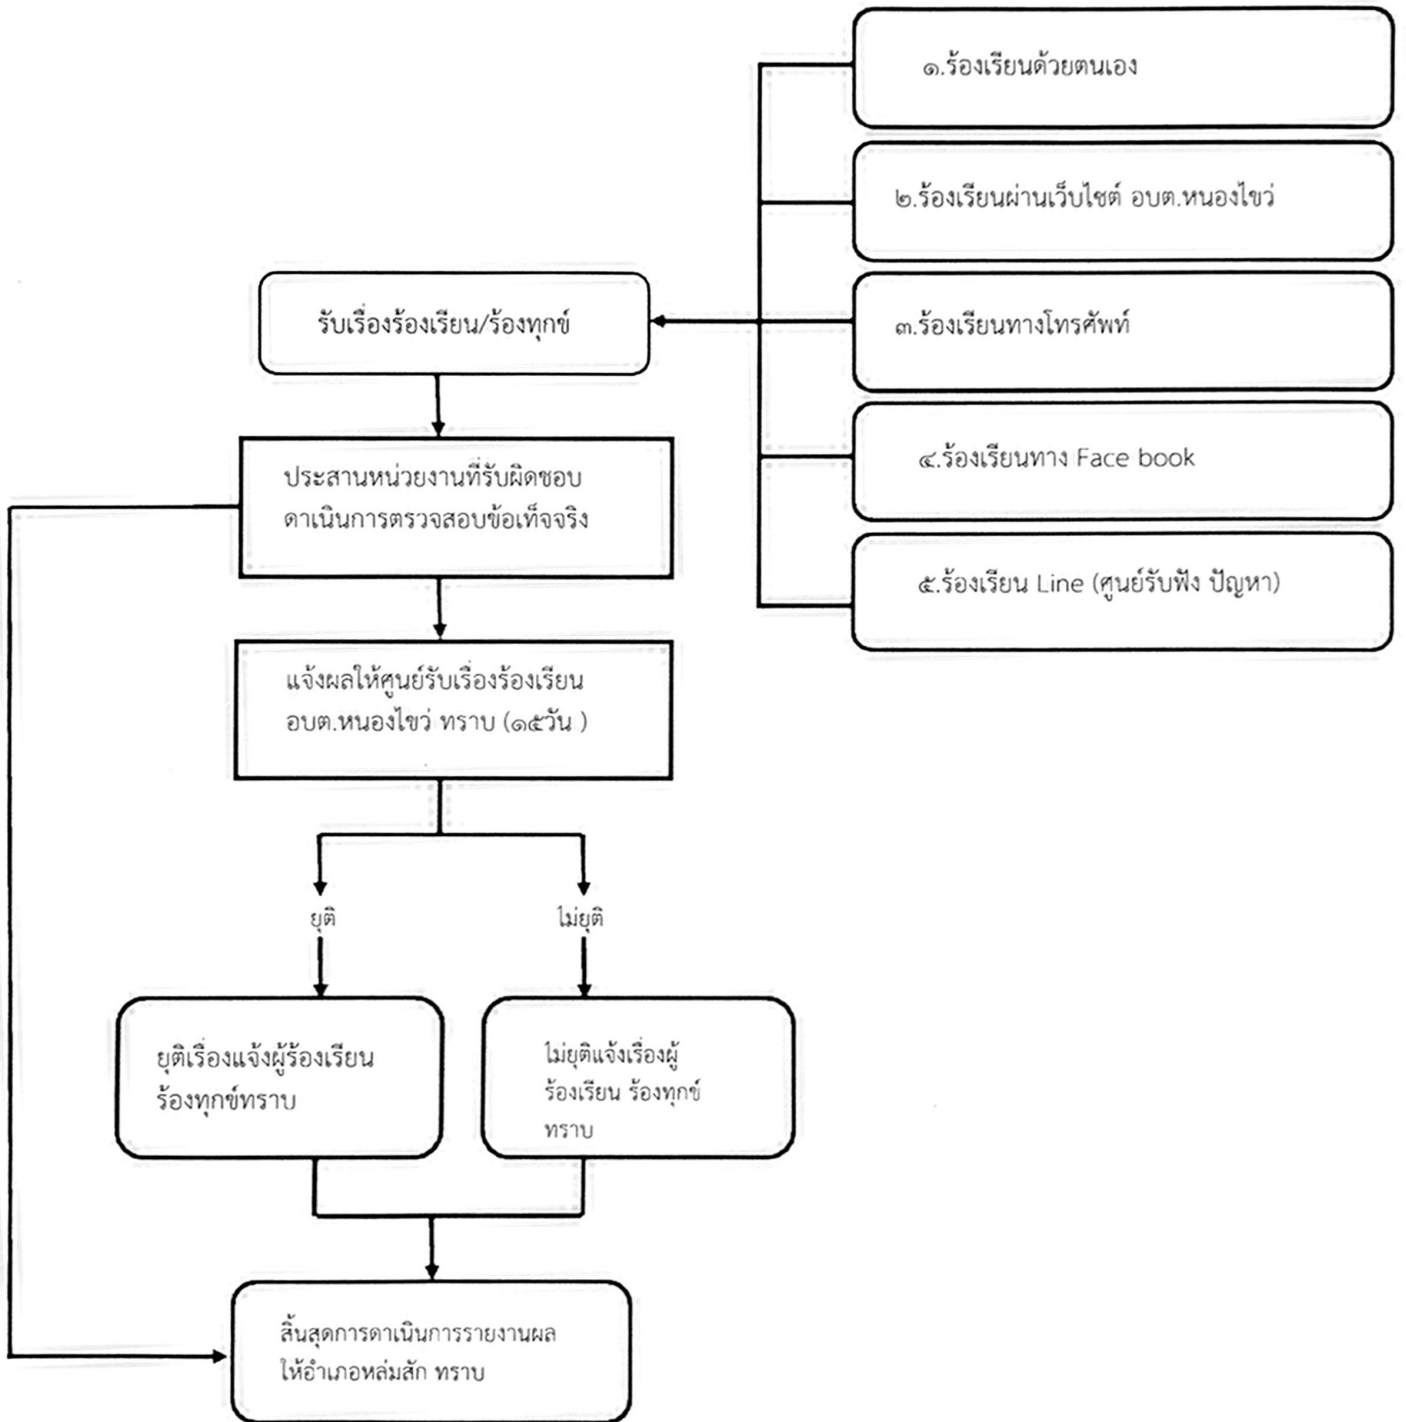 ๑.ร้องเรียนด้วยตนเอง
๒.ร้องเรียนผ่านเว็บไซต์ อบต.หนองไขว่
๓.ร้องเรียนทางโทรศัพท์
๔.ร้องเรียนทาง Face book
๕.ร้องเรียน Line (ศูนย์รับฟัง ปัญหา)
รับเรื่องร้องเรียน/ร้องทุกข์
ประสานหน่วยงานที่รับผิดชอบ
ดาเนินการตรวจสอบข้อเท็จจริง
แจ้งผลให้ศูนย์รับเรื่องร้องเรียน
อบต.หนองไขว่ ทราบ (๑๕วัน )
ยุติ
ไม่ยุติ
ยุติเรื่องแจ้งผู้ร้องเรียน
ร้องทุกข์ทราบ
ไม่ยุติแจ้งเรื่องผู้
ร้องเรียน ร้องทุกข์
ทราบ
สิ้นสุดการดาเนินการรายงานผล
ให้อำเภอหล่มสัก ทราบ